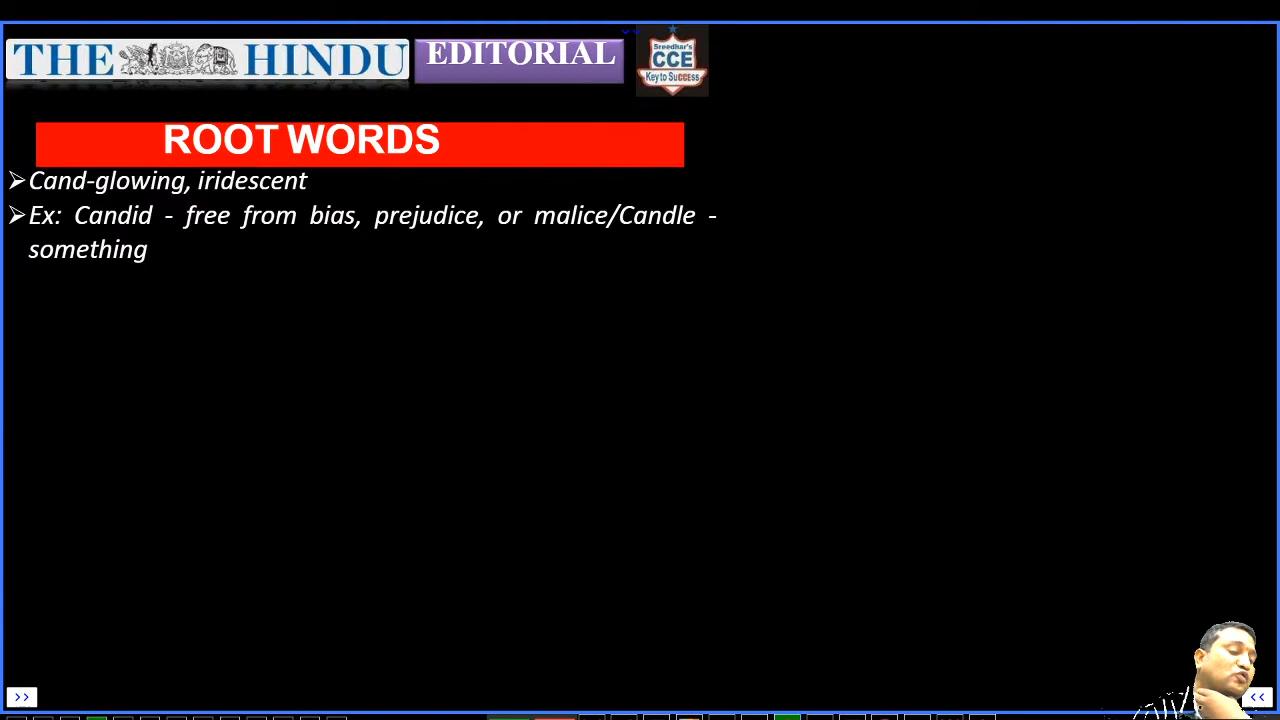 THE HINDU
EDITORIAL
Sreedhar's
CCE
Key to Success
ROOT WORDS
➢Cand-glowing, iridescent
➢Ex: Candid - free from bias, prejudice, or malice/Candle -
something
>>
<<